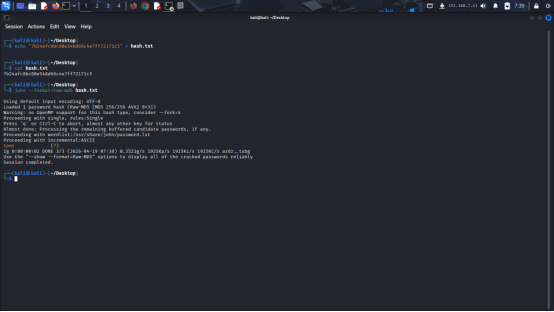 1 2 3 4
192.168.7.43
7:39
kali@kali: ~/Desktop
Session Actions Edit View Help
(kali@kali)-[~/Desktop]
$ echo > hash.txt
(kali@kali)-[~/Desktop]
$ cat hash.txt
(kali@kali)-[~/Desktop]
$ john --format=raw-md5 hash.txt
Using default input encoding: UTF-8
Loaded 1 password hash (Raw-MD5 [MD5 256/256 AVX2 8×3])
Warning: no OpenMP support for this hash type, consider --fork=4
Proceeding with single, rules:Single
Press 'q' or Ctrl-C to abort, almost any other key for status
Almost done: Processing the remaining buffered candidate passwords, if any.
Proceeding with wordlist:/usr/share/john/password.lst
Proceeding with incremental:ASCII
(?)
1g 0:00:00:02 DONE 3/3 (2026-04-19 07:38) 0.3521g/s 1925Kp/s 1925Kc/s 1925KC/s
Use the "--show --format=Raw-MD5" options to display all of the cracked passwords reliably
Session completed.
(kali@kali)-[~/Desktop]
$